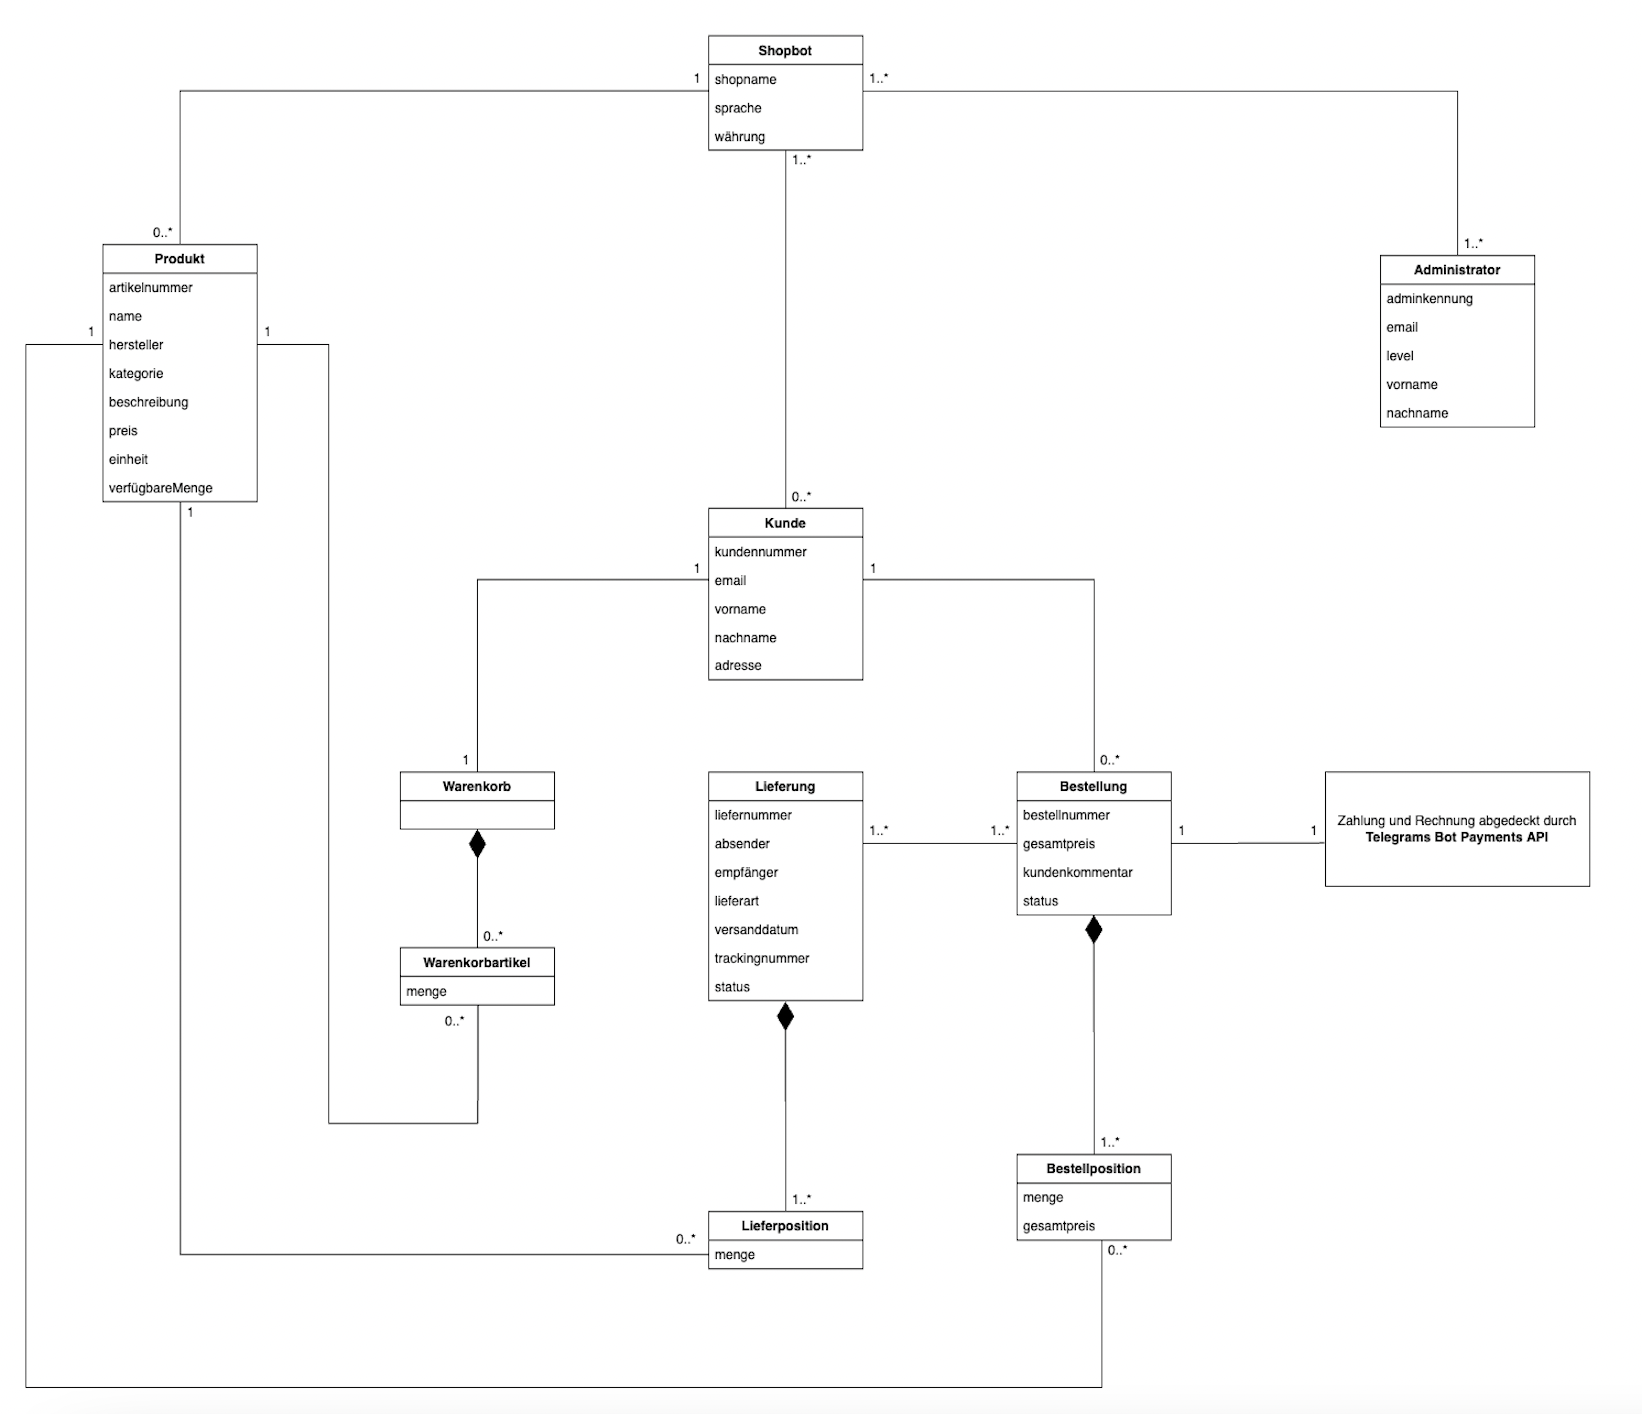 Shopbot
1
shopname
1..*
sprache
währung
1..*
0..*
1..*
Produkt
artikelnummer
name
1
1
hersteller
kategorie
beschreibung
preis
einheit
verfügbareMenge
1
Administrator
adminkennung
email
level
vorname
nachname
0..*
Kunde
kundennummer
1
1
email
vorname
nachname
adresse
1
0..*
Warenkorb
Lieferung
liefernummer
absender
empfänger
lieferart
versanddatum
trackingnummer
status
1..*
1..*
Bestellung
bestellnummer
gesamtpreis
kundenkommentar
status
1
1
Zahlung und Rechnung abgedeckt durch
Telegrams Bot Payments API
0..*
Warenkorbartikel
menge
0..*
1..*
Bestellposition
menge
gesamtpreis
0..*
1..*
Lieferposition
0..*
menge